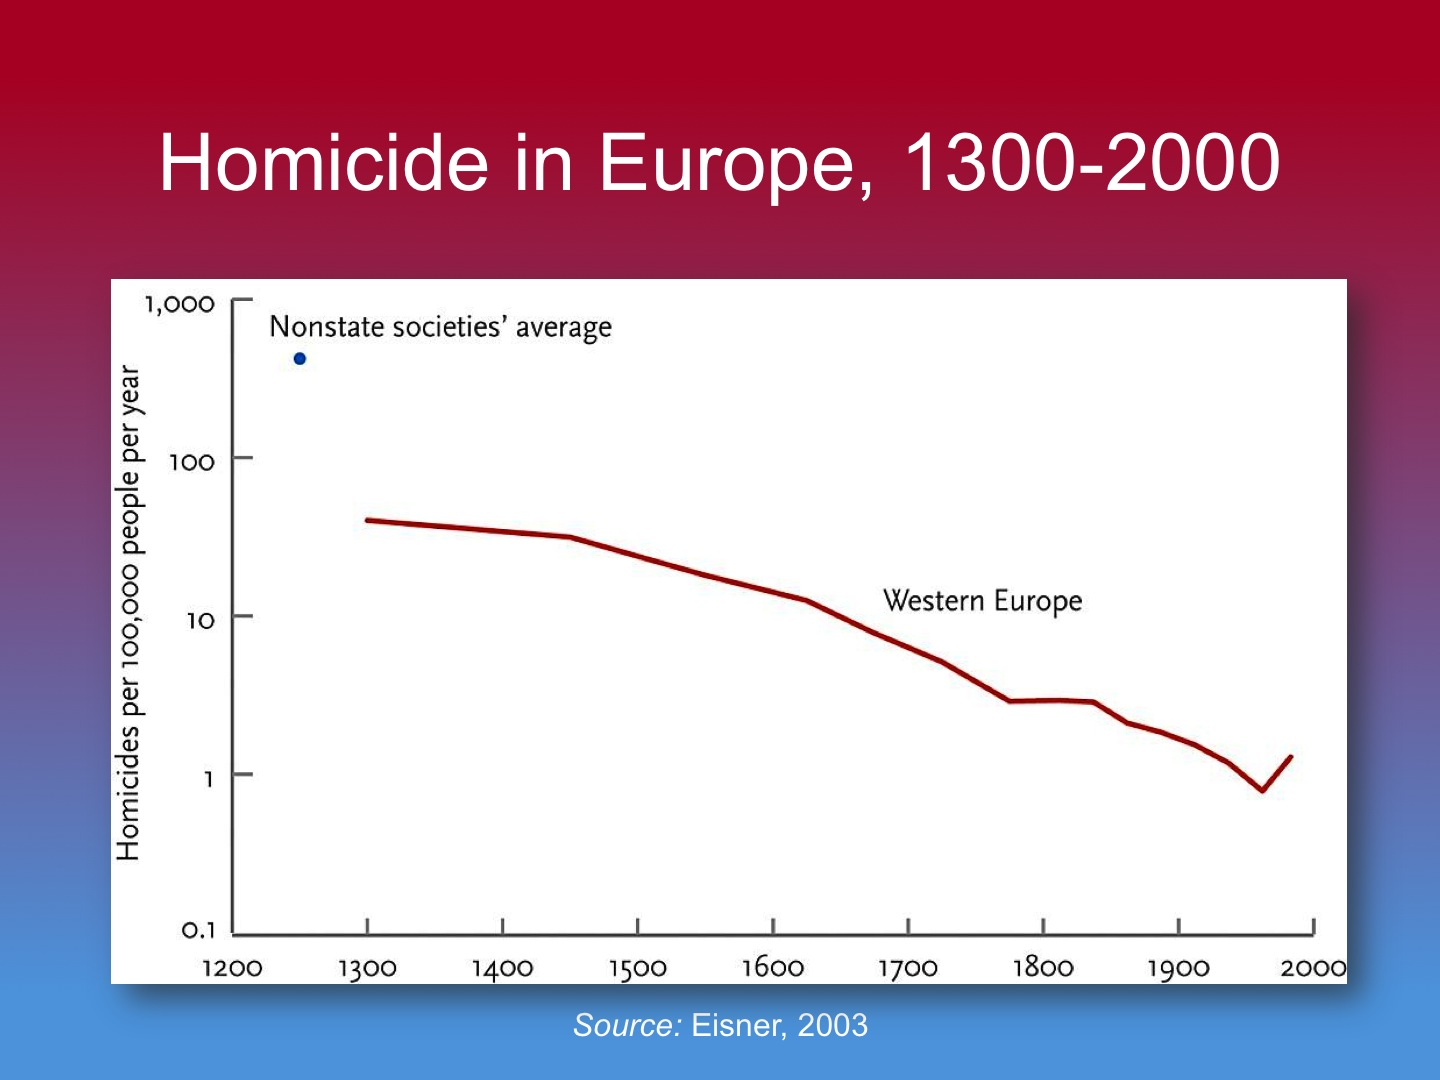 Homicide in Europe, 1300-2000
1,000
Nonstate societies’ average
100
Homicides per 100,000 people per year
Western Europe
10
1
0.1
1200 1300 1400 1500 1600 1700 1800 1900 2000
Source: Eisner, 2003